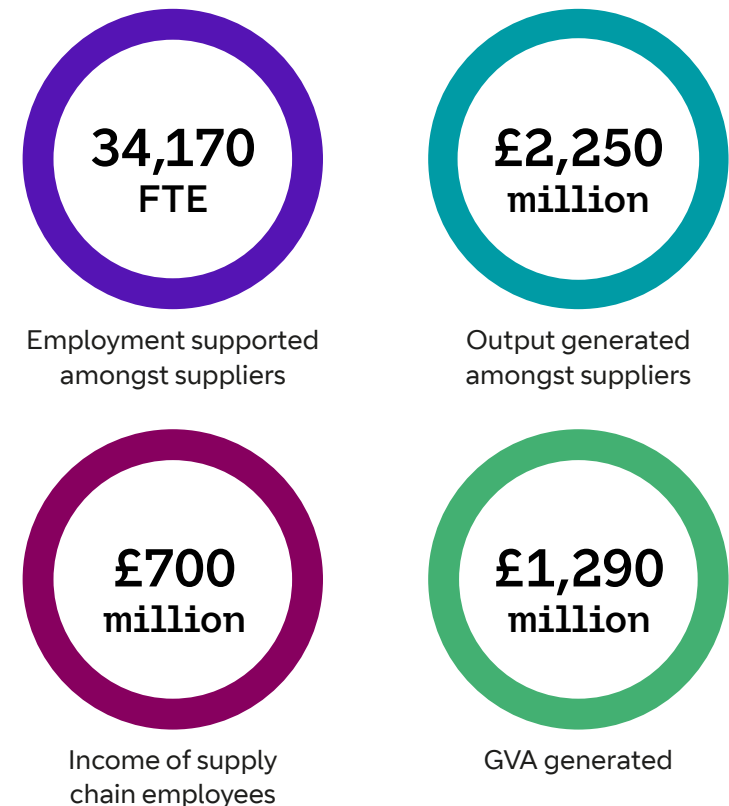 34,170
FTE
Employment supported
amongst suppliers
£2,250
million
Output generated
amongst suppliers
£700
million
Income of supply
chain employees
£1,290
million
GVA generated